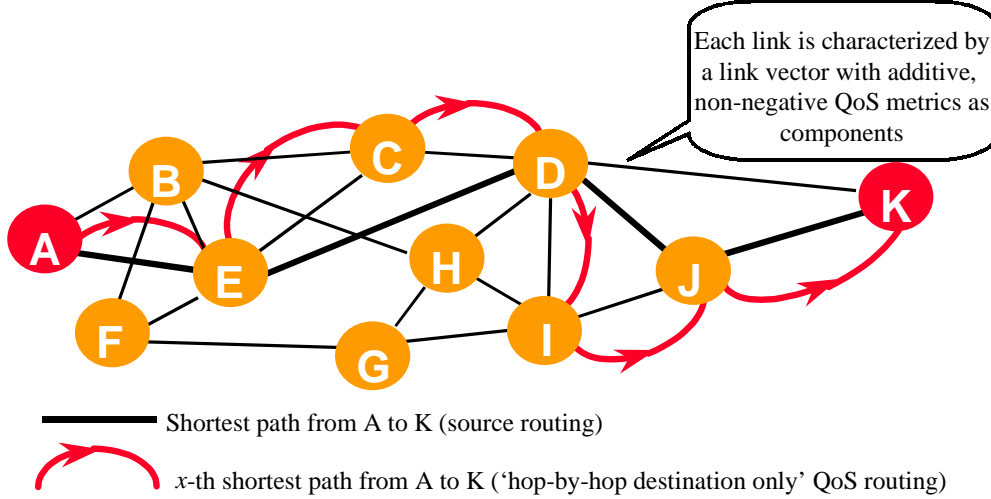 Each link is characterized by
a link vector with additive,
non-negative QoS metrics as
components
C
B
D
K
A
E
H
J
F
I
G
Shortest path from A to K (source routing)
x-th shortest path from A to K (‘hop-by-hop destination only’ QoS routing)